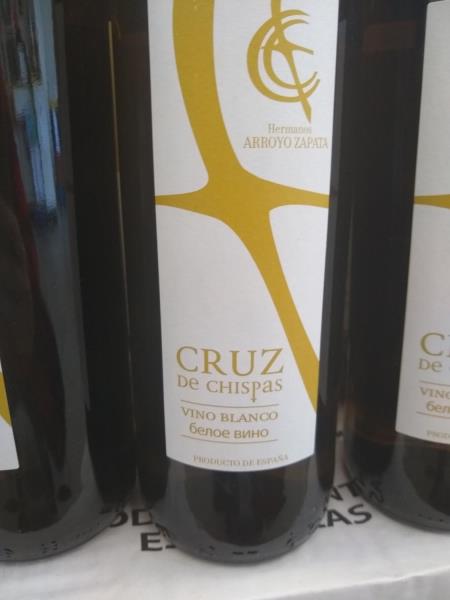 Hermanos
ARROYO ZAPATA
CRUZ
DE CHISPAS
VINO BLANCO
белое вино
PRODUCTO DE ESPAÑA